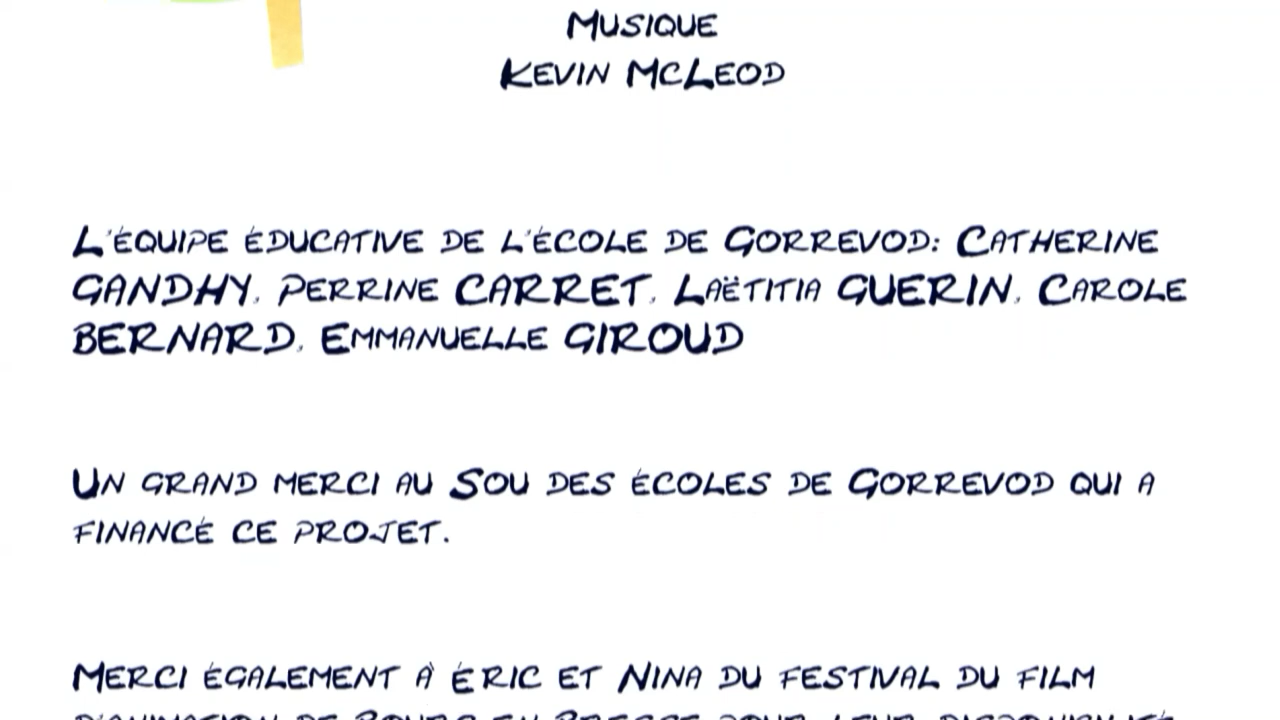 Musique
Kevin McLeod
L'équipe éducative de l'école de Gorrevod: Catherine
GANDHY, Perrine CARRET, Laëtitia GUERIN, Carole
BERNARD, Emmanuelle GIROUD
Un grand merci au Sou des écoles de Gorrevod qui a
financé ce projet.
Merci également à Éric et Nina du festival du film